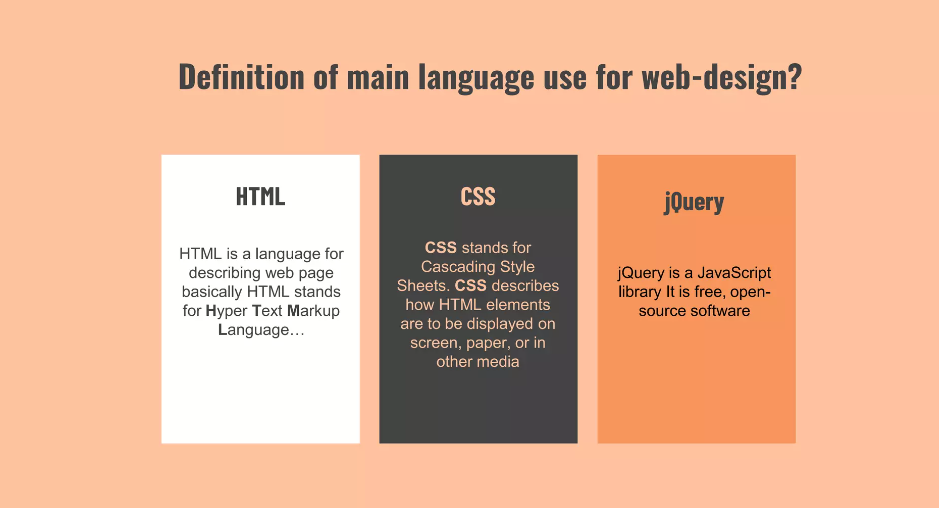 Definition of main language use for web-design?
HTML
HTML is a language for
describing web page
basically HTML stands
for Hyper Text Markup
Language…
CSS
CSS stands for
Cascading Style
Sheets. CSS describes
how HTML elements
are to be displayed on
screen, paper, or in
other media
jQuery
jQuery is a JavaScript
library It is free, open-
source software